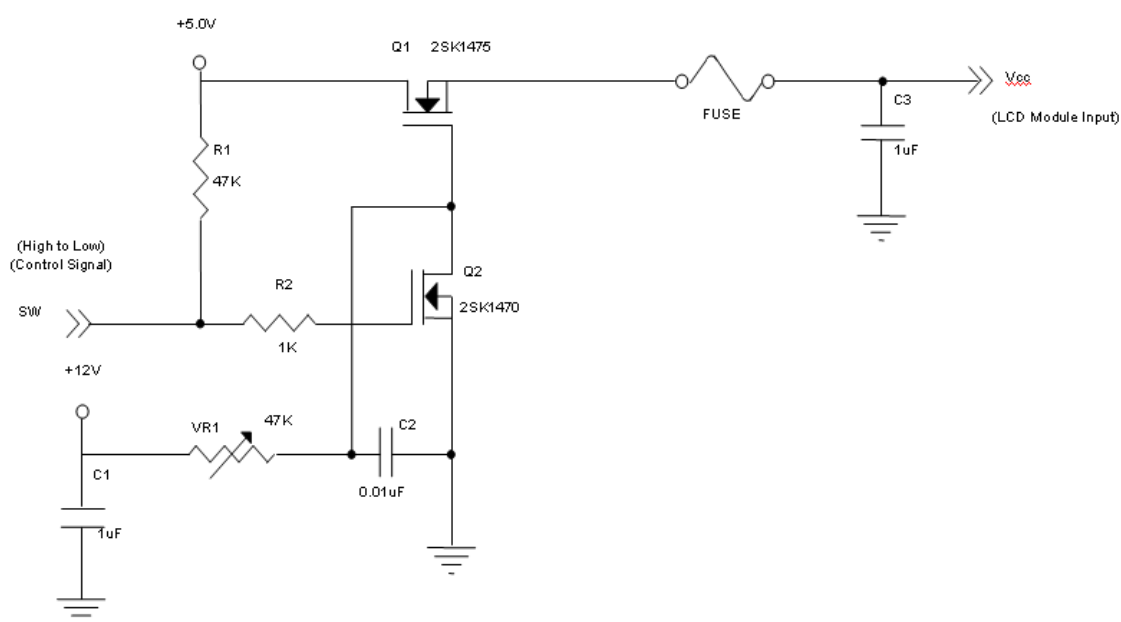 +5.0V
Q1 2SK1475
Vcc
C3
FUSE
(LCD Module Input)
R1
1uF
47K
(High to Low)
(Control Signal)
Q2
R2
SW
2SK1470
1K
+12V
47K
VR1
C2
C1
0.01uF
1uF